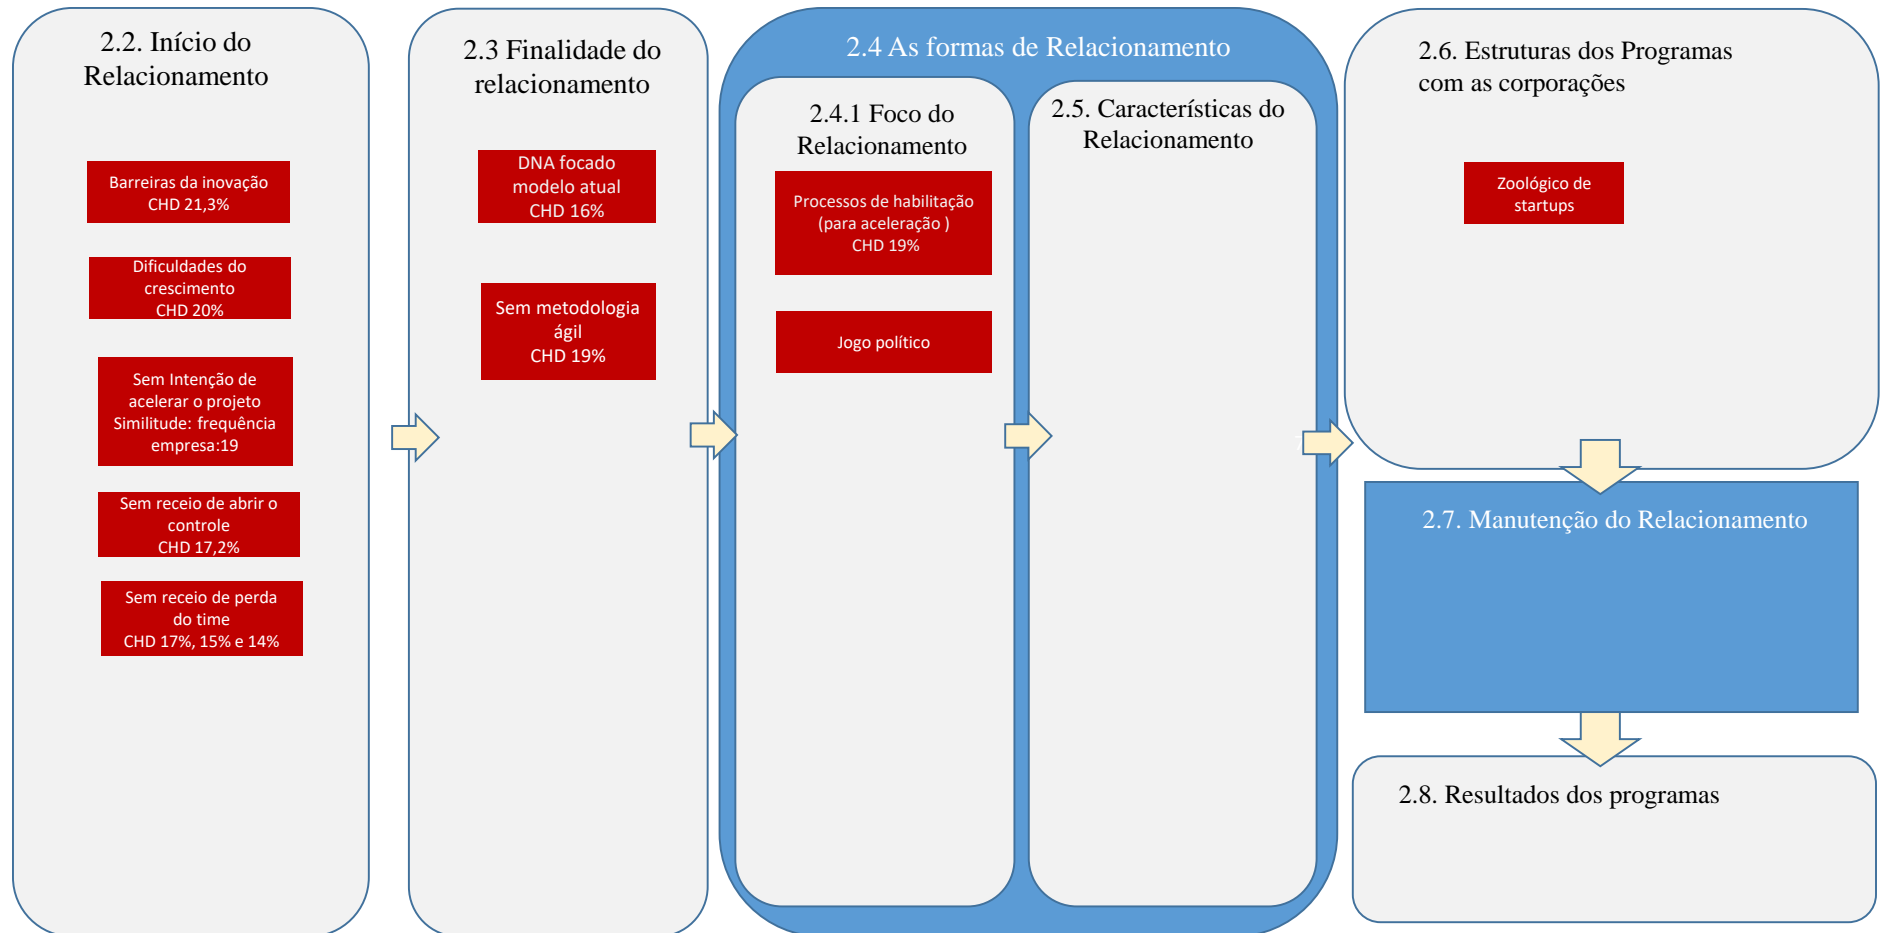 2.2. Início do
Relacionamento
Barreiras da inovação
CHD 21,3%
Dificuldades do
crescimento
CHD 20%
Sem Intenção de
acelerar o projeto
Similitude: frequência
empresa:19
Sem receio de abrir o
controle
CHD 17,2%
Sem receio de perda
do time
CHD 17%, 15% e 14%
2.3 Finalidade do
relacionamento
DNA focado
modelo atual
CHD 16%
Sem metodologia
ágil
CHD 19%
2.4 As formas de Relacionamento
2.4.1 Foco do
Relacionamento
Processos de habilitação
(para aceleração )
CHD 19%
Jogo político
2.5. Características do
Relacionamento
2.6. Estruturas dos Programas
com as corporações
Zoológico de
startups
2.7. Manutenção do Relacionamento
2.8. Resultados dos programas